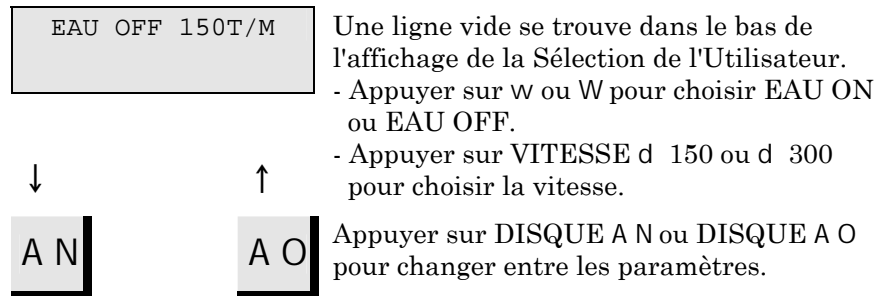 EAU OFF 150T/M
Une ligne vide se trouve dans le bas de
l'affichage de la Sélection de l'Utilisateur.
- Appuyer sur w ou W pour choisir EAU ON
ou EAU OFF.
- Appuyer sur VITESSE d 150 ou d 300
pour choisir la vitesse.
↓ ↑
A N A O
Appuyer sur DISQUE A N ou DISQUE A O
pour changer entre les paramètres.